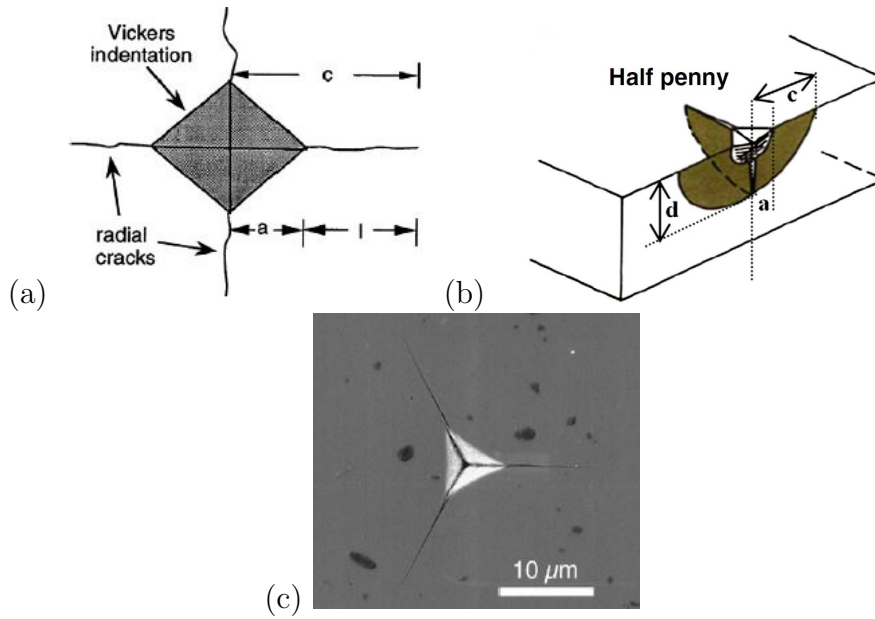 Vickers
indentation
c
a
l
radial
cracks
(a)
Half penny
c
d
a
(b)
10 μm
(c)